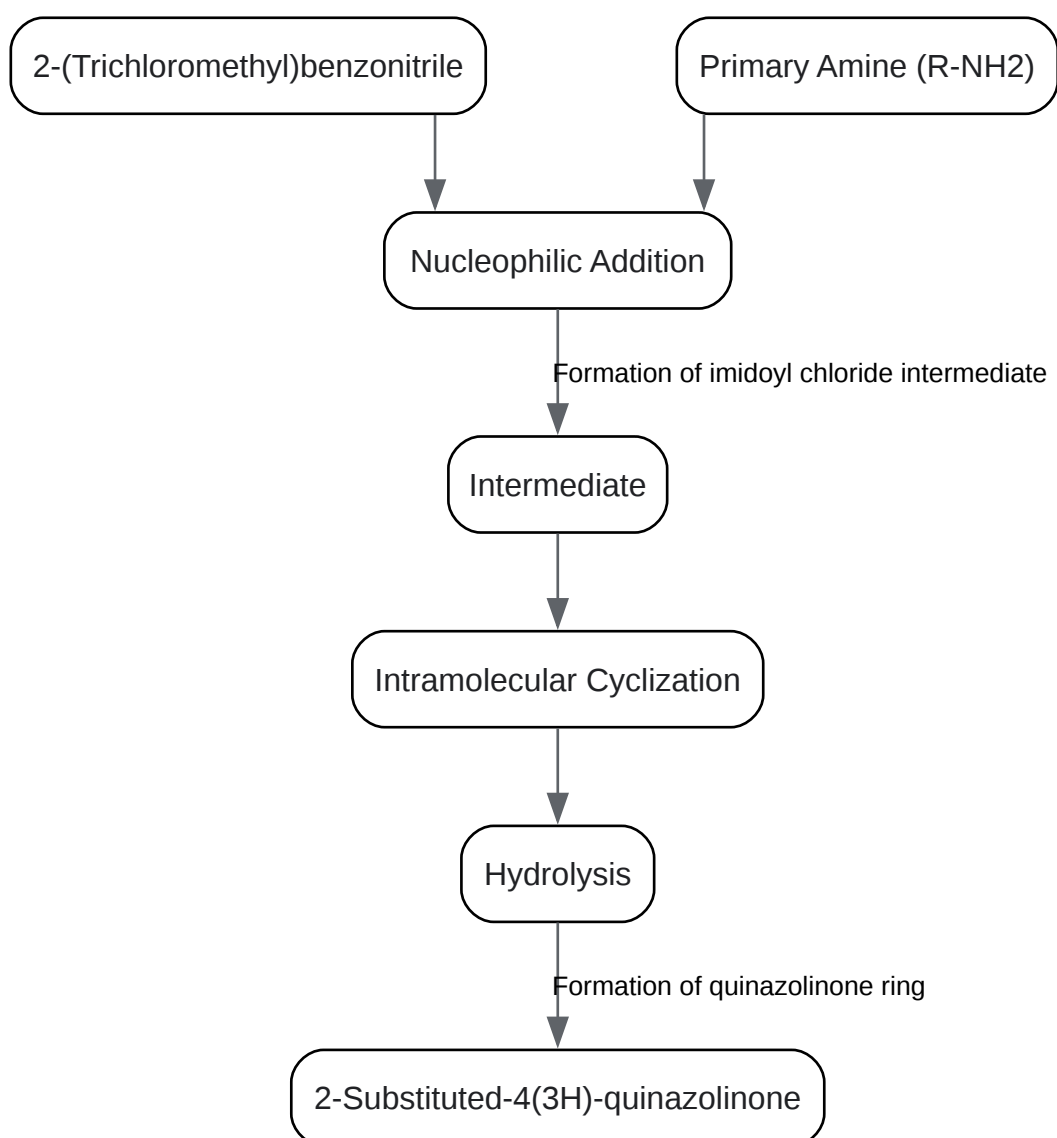 2-(Trichloromethyl)benzonitrile
Primary Amine (R-NH2)
Nucleophilic Addition
Formation of imidoyl chloride intermediate
Intermediate
Intramolecular Cyclization
Hydrolysis
Formation of quinazolinone ring
2-Substituted-4(3H)-quinazolinone